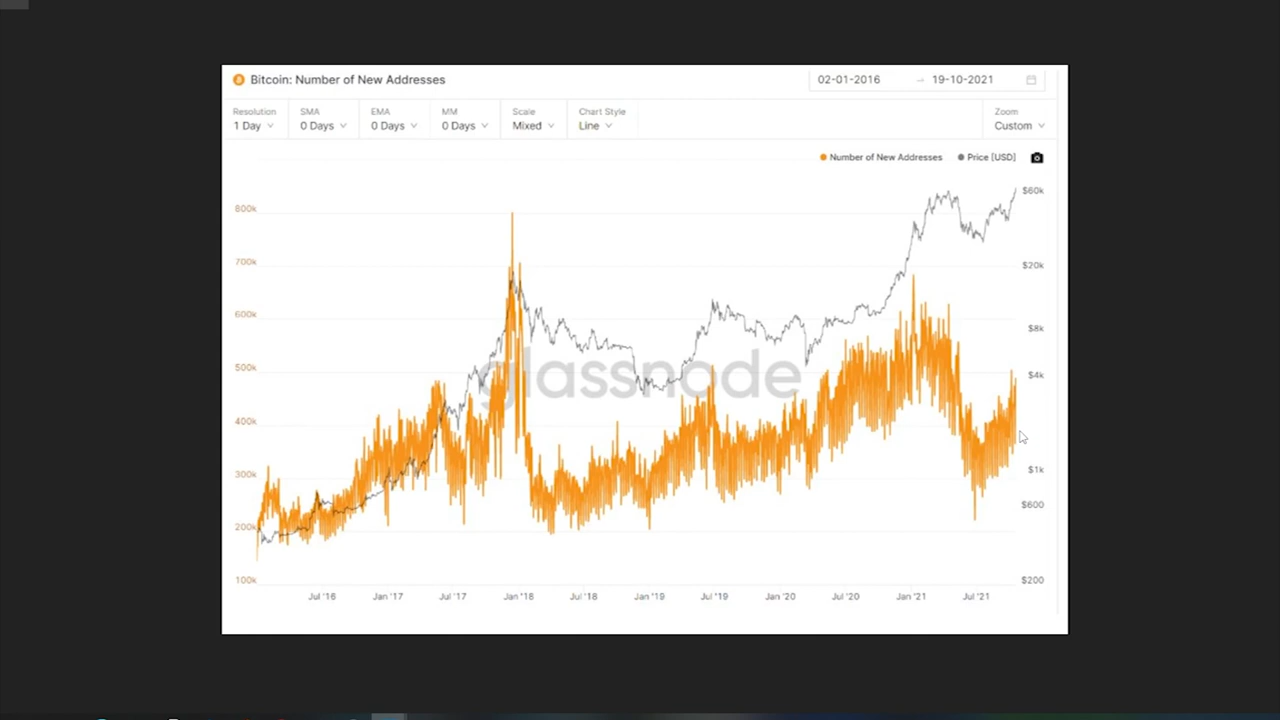 Bitcoin: Number of New Addresses
02-01-2016 → 19-10-2021
Resolution SMA EMA MM Scale Chart Style Zoom
1 Day 0 Days 0 Days 0 Days Mixed Line Custom
Number of New Addresses Price [USD]
$60k
800k
700k
$20k
600k
$8k
500k
$4k
glassnode
400k
300k
$1k
$600
200k
100k
$200
Jul '16 Jan '17 Jul '17 Jan '18 Jul '18 Jan '19 Jul '19 Jan '20 Jul '20 Jan '21 Jul '21